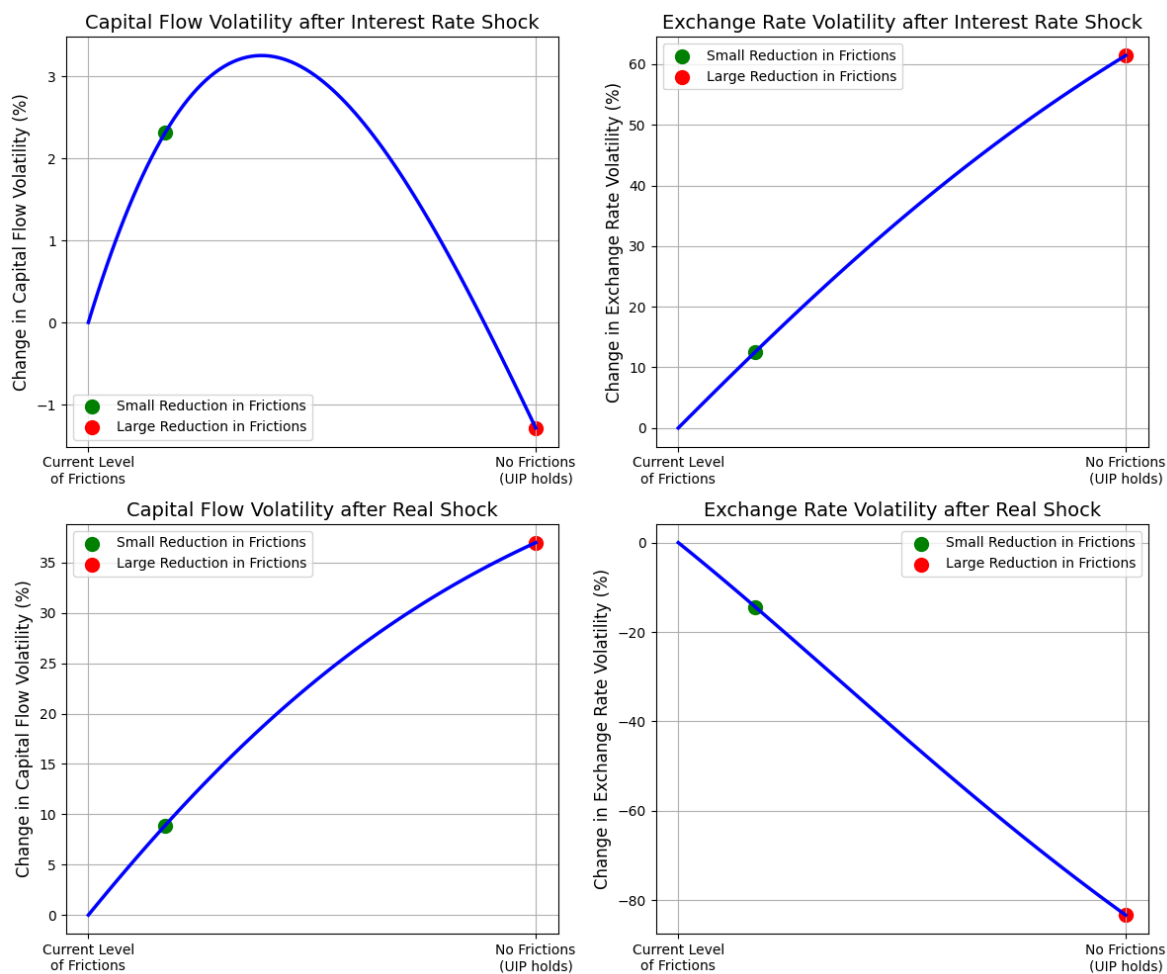 Capital Flow Volatility after Interest Rate Shock
Change in Capital Flow Volatility (%)
3
2
1
0
−1
Small Reduction in Frictions
Large Reduction in Frictions
Current Level
of Frictions
No Frictions
(UIP holds)
Exchange Rate Volatility after Interest Rate Shock
Change in Exchange Rate Volatility (%)
Small Reduction in Frictions
Large Reduction in Frictions
60
50
40
30
20
10
0
Current Level
of Frictions
No Frictions
(UIP holds)
Capital Flow Volatility after Real Shock
Change in Capital Flow Volatility (%)
Small Reduction in Frictions
Large Reduction in Frictions
35
30
25
20
15
10
5
0
Current Level
of Frictions
No Frictions
(UIP holds)
Exchange Rate Volatility after Real Shock
Change in Exchange Rate Volatility (%)
Small Reduction in Frictions
Large Reduction in Frictions
0
−20
−40
−60
−80
Current Level
of Frictions
No Frictions
(UIP holds)